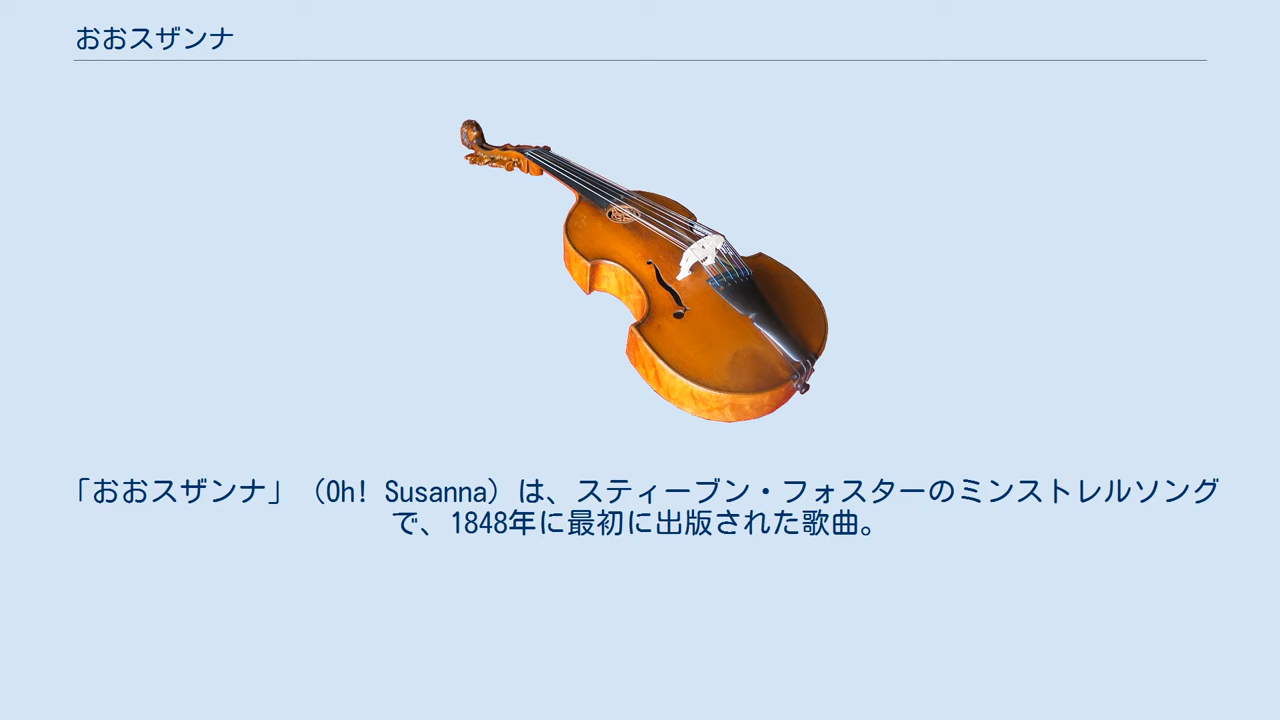 おおスザンナ
「おおスザンナ」（Oh! Susanna）は、スティーブン・フォスターのミンストレルソング
で、1848年に最初に出版された歌曲。